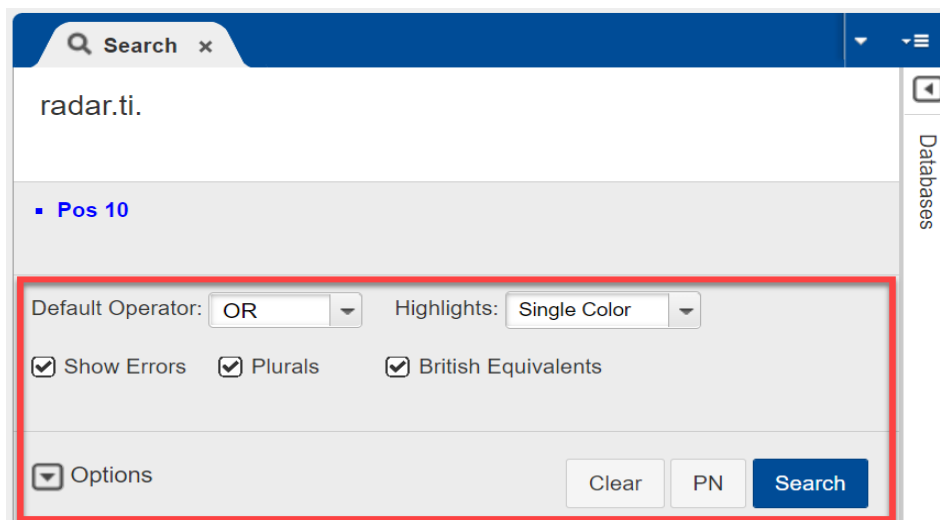 Search
radar.ti.
Databases
Pos 10
Default Operator: OR Highlights: Single Color
Show Errors Plurals British Equivalents
Options Clear PN Search